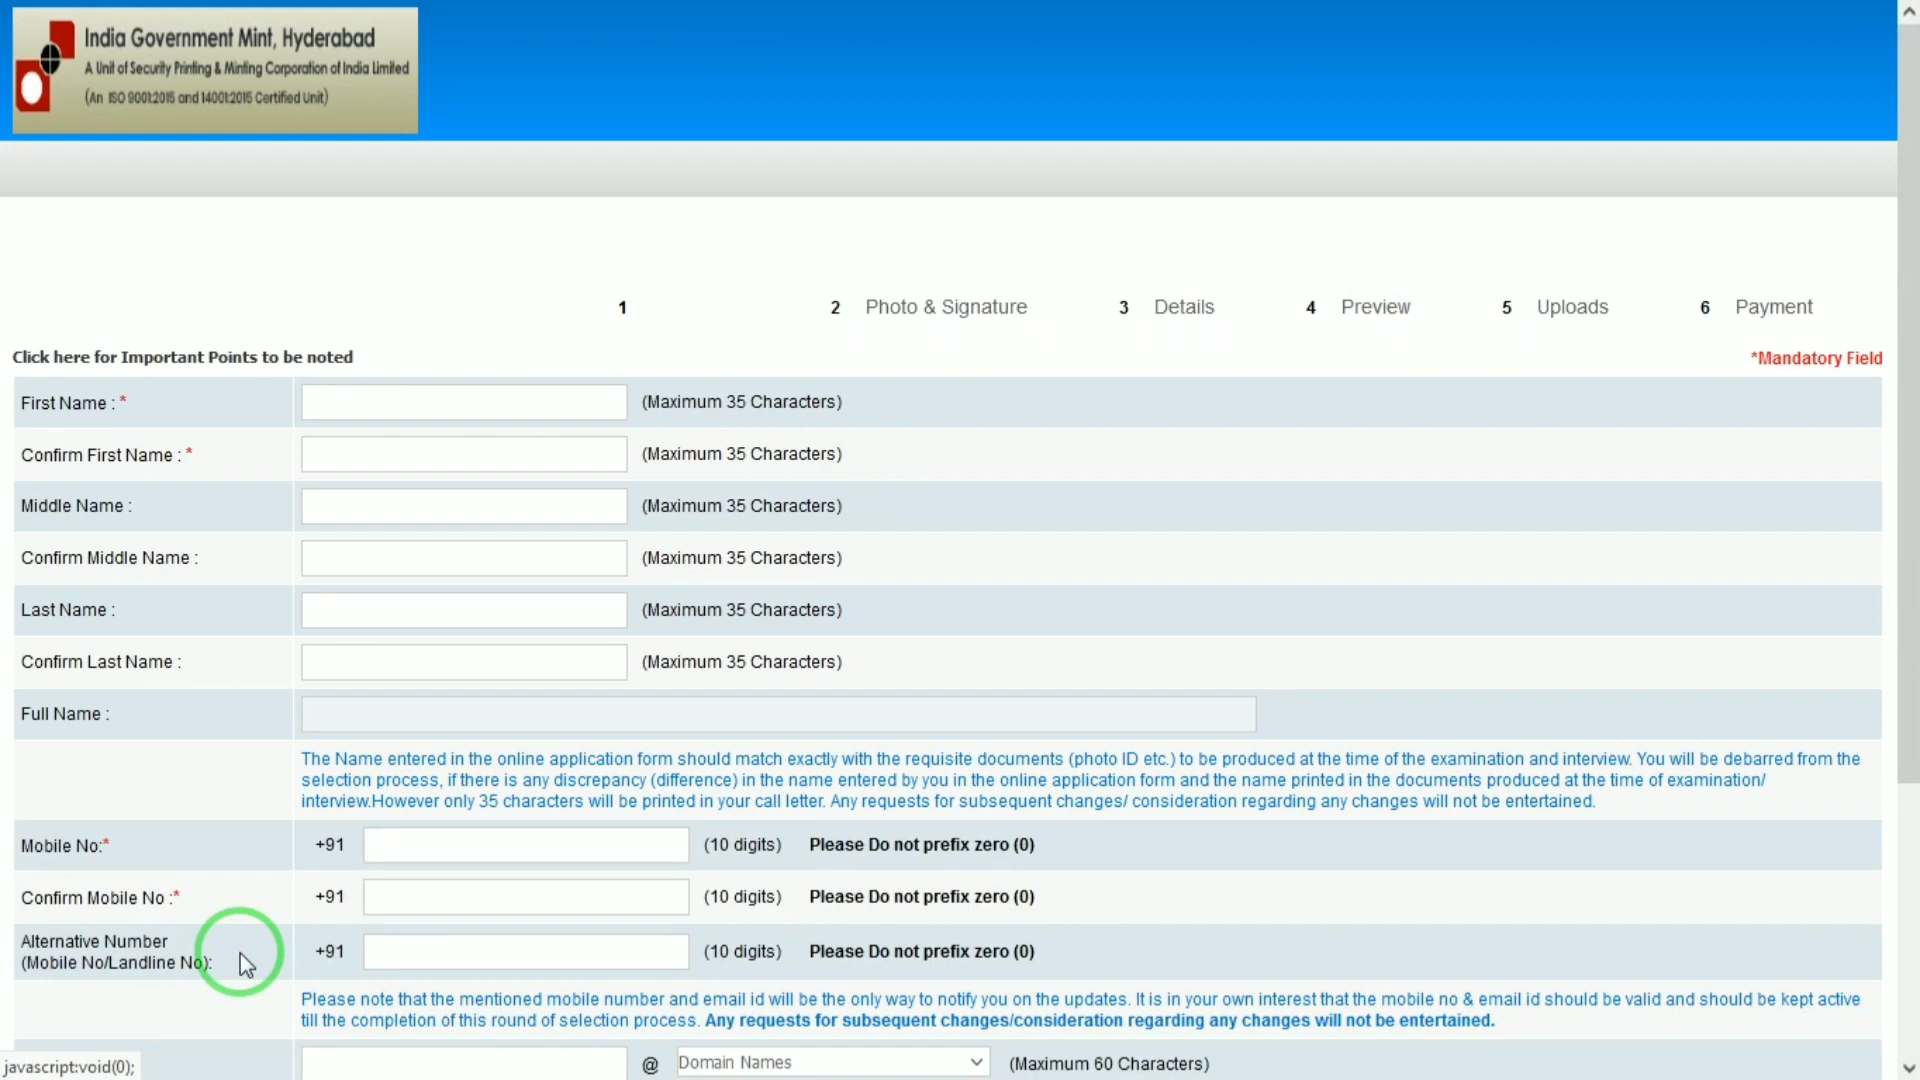 India Government Mint, Hyderabad
A Unit of Security Printing & Minting Corporation of India Limited
(An ISO 9001:2015 and 14001:2015 Certified Unit)
1 2 Photo & Signature 3 Details 4 Preview 5 Uploads 6 Payment
Click here for Important Points to be noted *Mandatory Field
First Name : * (Maximum 35 Characters)
Confirm First Name : * (Maximum 35 Characters)
Middle Name : (Maximum 35 Characters)
Confirm Middle Name : (Maximum 35 Characters)
Last Name : (Maximum 35 Characters)
Confirm Last Name : (Maximum 35 Characters)
Full Name :
The Name entered in the online application form should match exactly with the requisite documents (photo ID etc.) to be produced at the time of the examination and interview. You will be debarred from the
selection process, if there is any discrepancy (difference) in the name entered by you in the online application form and the name printed in the documents produced at the time of examination/
interview.However only 35 characters will be printed in your call letter. Any requests for subsequent changes/ consideration regarding any changes will not be entertained.
Mobile No:* +91 (10 digits) Please Do not prefix zero (0)
Confirm Mobile No :* +91 (10 digits) Please Do not prefix zero (0)
Alternative Number
(Mobile No/Landline No): +91 (10 digits) Please Do not prefix zero (0)
Please note that the mentioned mobile number and email id will be the only way to notify you on the updates. It is in your own interest that the mobile no & email id should be valid and should be kept active
till the completion of this round of selection process. Any requests for subsequent changes/consideration regarding any changes will not be entertained.
@ Domain Names (Maximum 60 Characters)
javascript:void(0);